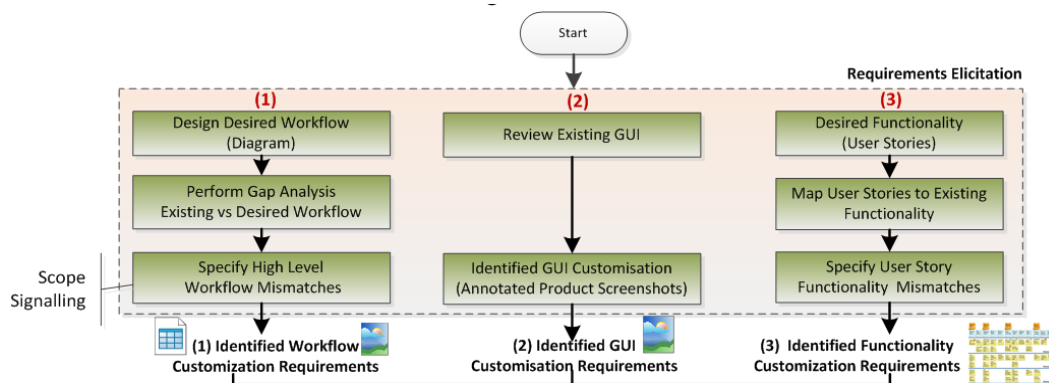 Start
Requirements Elicitation
(1)
Design Desired Workflow
(Diagram)
Perform Gap Analysis
Existing vs Desired Workflow
Specify High Level
Workflow Mismatches
(2)
Review Existing GUI
Identified GUI Customisation
(Annotated Product Screenshots)
(3)
Desired Functionality
(User Stories)
Map User Stories to Existing
Functionality
Specify User Story
Functionality Mismatches
Scope
Signalling
(1) Identified Workflow
Customization Requirements
(2) Identified GUI
Customisation Requirements
(3) Identified Functionality
Customization Requirements